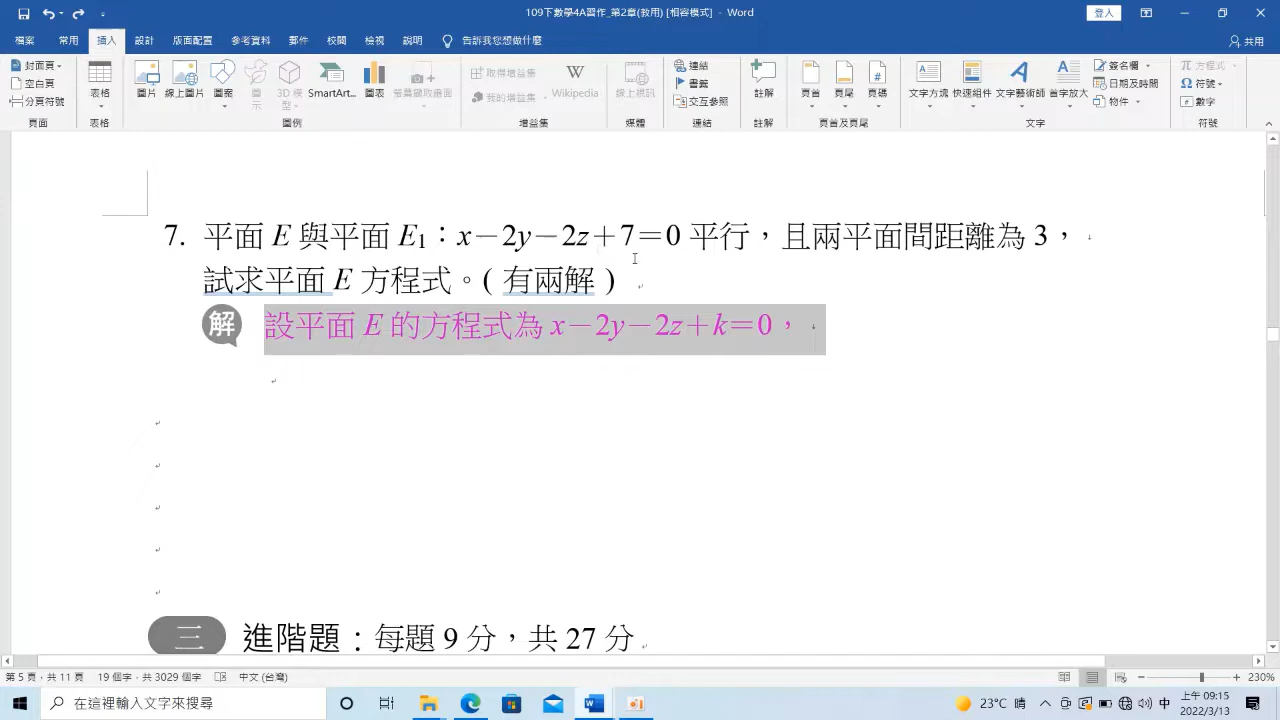 109下數學4A習作_第2章(教用) [相容模式] - Word
登入
檔案 常用 插入 設計 版面配置 參考資料 郵件 校閱 檢視 說明 告訴我您想做什麼 共用
封面頁
空白頁
分頁符號
頁面
表格
表格
圖片 線上圖片 圖案 圖示 3D 模型 SmartArt... 圖表 螢幕擷取畫面
圖例
取得增益集
我的增益集
Wikipedia
增益集
線上視訊
媒體
連結
書籤
交互參照
連結
註解
註解
頁首 頁尾 頁碼
頁首及頁尾
文字方塊 快速組件 文字藝術師 首字放大
簽名欄
日期及時間
物件
文字
方程式
符號
數字
符號
7. 平面 E 與平面 E₁：x－2y－2z＋7＝0 平行，且兩平面間距離為 3，
試求平面 E 方程式。( 有兩解 )
解 設平面 E 的方程式為 x－2y－2z＋k＝0，
三 進階題：每題 9 分，共 27 分
第 5 頁，共 11 頁 19 個字，共 3029 個字 中文 (台灣) 230%
在這裡輸入文字來搜尋 23°C 晴 中 上午 09:15
2022/3/13